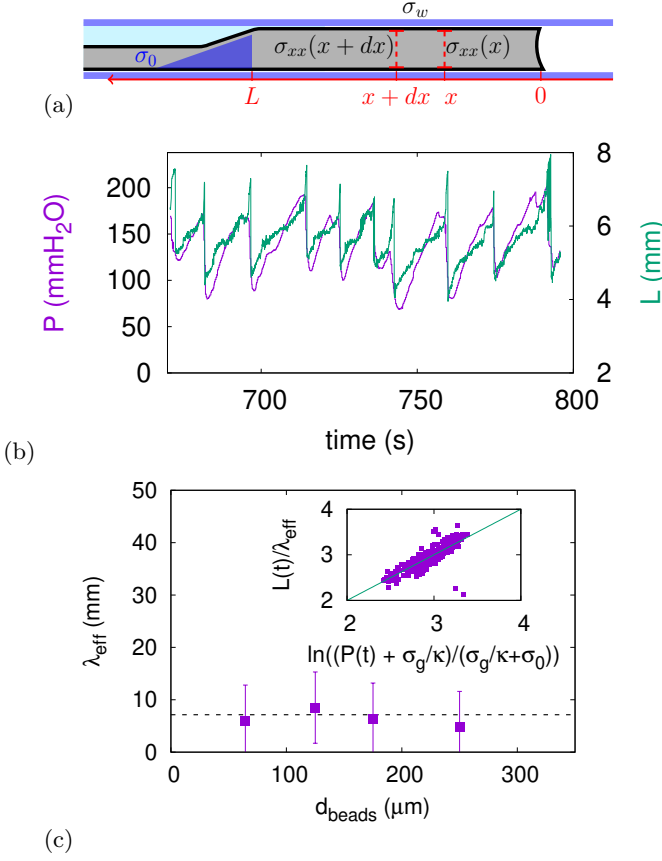 σ_w
σ_0
σ_xx(x + dx)
σ_xx(x)
L
x + dx
x
0
(a)
200
150
100
50
0
P (mmH₂O)
8
6
4
2
L (mm)
700
750
800
time (s)
(b)
50
40
30
20
10
0
λ_eff (mm)
4
3
2
L(t)/λ_eff
2
3
4
ln((P(t) + σ_g/κ)/(σ_g/κ+σ_0))
0
100
200
300
d_beads (μm)
(c)